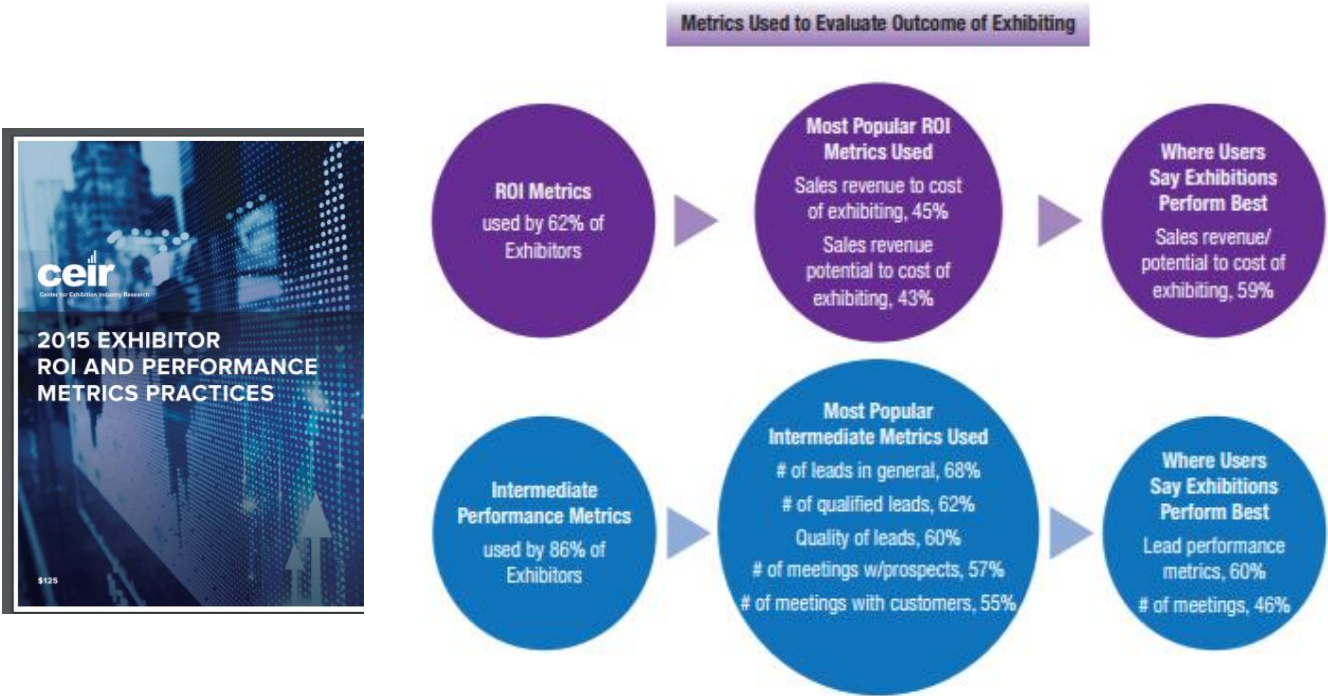 Metrics Used to Evaluate Outcome of Exhibiting
ceir
Center for Exhibition Industry Research
2015 EXHIBITOR
ROI AND PERFORMANCE
METRICS PRACTICES
$125
ROI Metrics
used by 62% of
Exhibitors
Most Popular ROI
Metrics Used
Sales revenue to cost
of exhibiting, 45%
Sales revenue
potential to cost of
exhibiting, 43%
Where Users
Say Exhibitions
Perform Best
Sales revenue/
potential to cost of
exhibiting, 59%
Intermediate
Performance Metrics
used by 86% of
Exhibitors
Most Popular
Intermediate Metrics Used
# of leads in general, 68%
# of qualified leads, 62%
Quality of leads, 60%
# of meetings w/prospects, 57%
# of meetings with customers, 55%
Where Users
Say Exhibitions
Perform Best
Lead performance
metrics, 60%
# of meetings, 46%